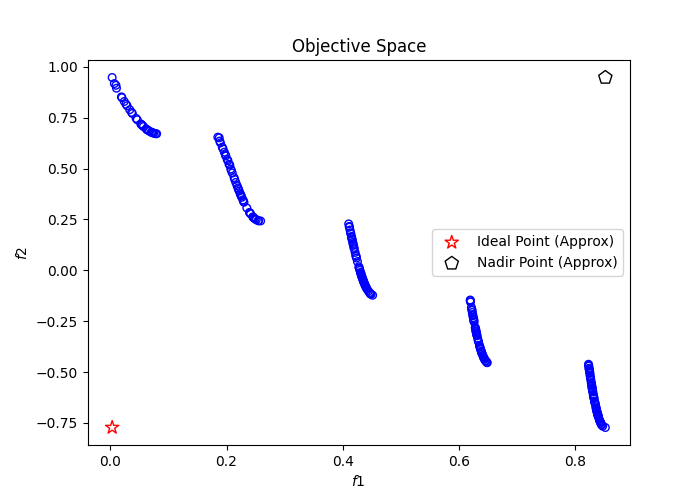 Objective Space
f2
1.00
0.75
0.50
0.25
0.00
−0.25
−0.50
−0.75
Ideal Point (Approx)
Nadir Point (Approx)
0.0 0.2 0.4 0.6 0.8
f1